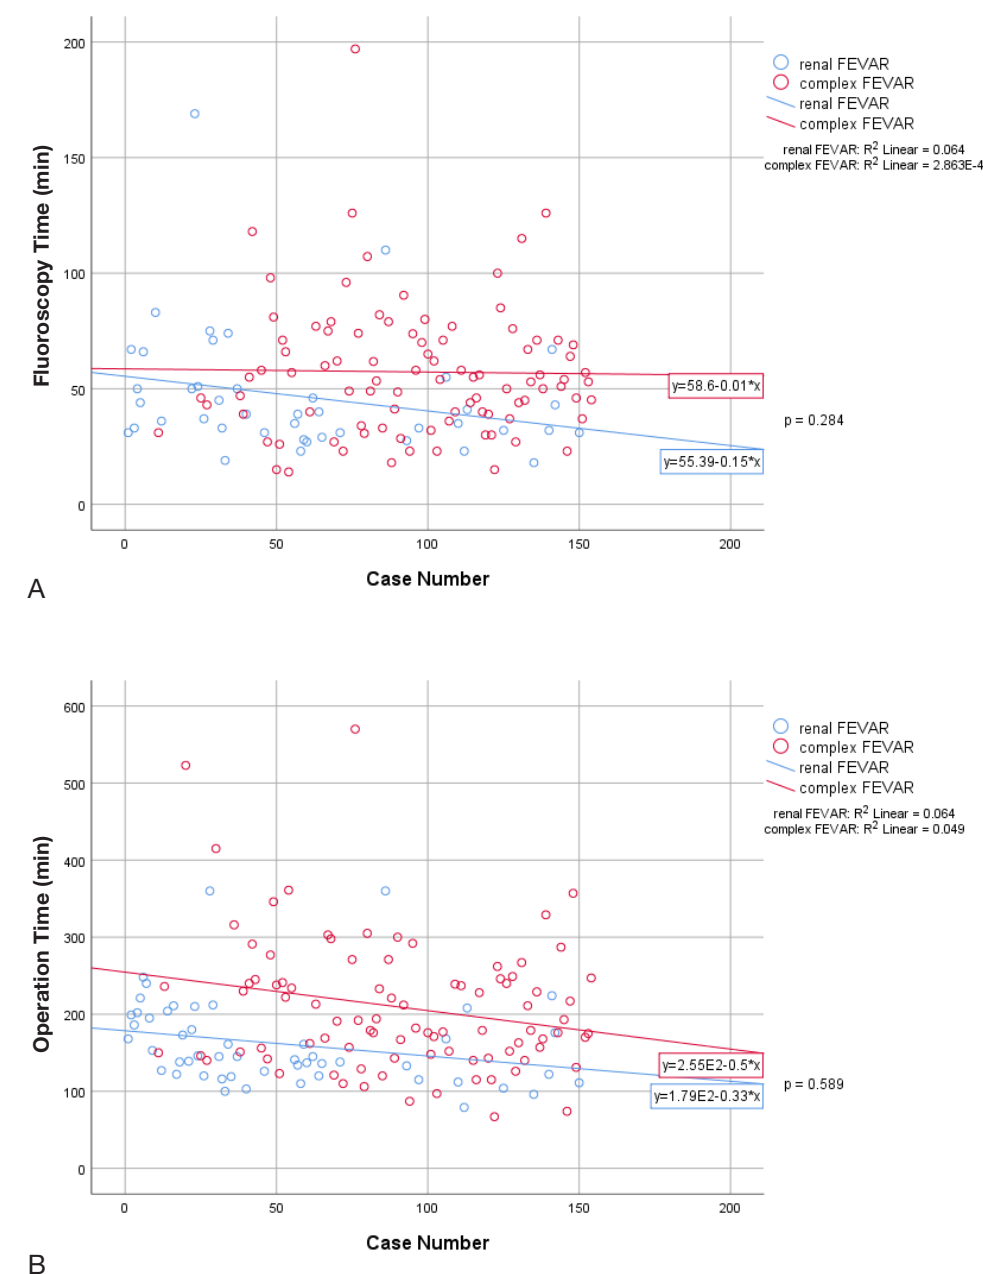 200
150
100
50
0
Fluoroscopy Time (min)
0 50 100 150 200
Case Number
renal FEVAR
complex FEVAR
renal FEVAR
complex FEVAR
renal FEVAR: R² Linear = 0.064
complex FEVAR: R² Linear = 2.863E-4
y=58.6-0.01*x
p = 0.284
y=55.39-0.15*x
A
600
500
400
300
200
100
0
Operation Time (min)
0 50 100 150 200
Case Number
renal FEVAR
complex FEVAR
renal FEVAR
complex FEVAR
renal FEVAR: R² Linear = 0.064
complex FEVAR: R² Linear = 0.049
y=2.55E2-0.5*x
p = 0.589
y=1.79E2-0.33*x
B